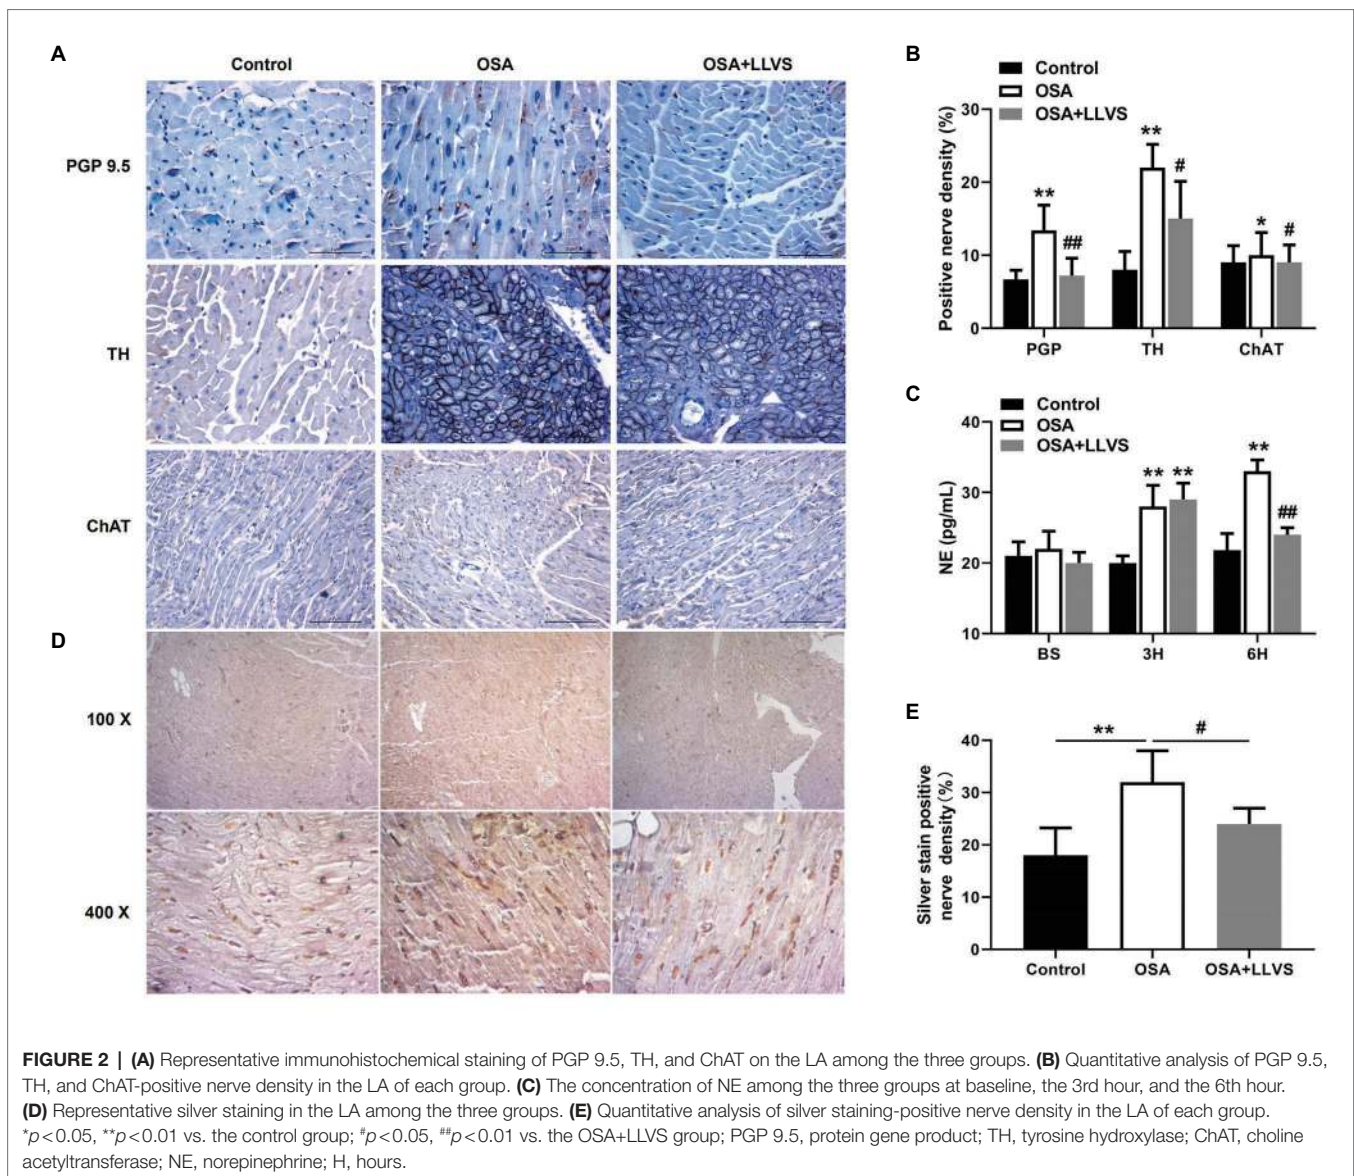 A
Control OSA OSA+LLVS
PGP 9.5
TH
ChAT
D
100 X
400 X
B
Control
OSA
OSA+LLVS
Positive nerve density (%)
30
20
10
0
** ## ** # * #
PGP TH ChAT
C
Control
OSA
OSA+LLVS
NE (pg/mL)
40
30
20
10
** ** ** ##
BS 3H 6H
E
Silver stain positive
nerve density(%)
40
30
20
10
0
** #
Control OSA OSA+LLVS
FIGURE 2 | (A) Representative immunohistochemical staining of PGP 9.5, TH, and ChAT on the LA among the three groups. (B) Quantitative analysis of PGP 9.5,
TH, and ChAT-positive nerve density in the LA of each group. (C) The concentration of NE among the three groups at baseline, the 3rd hour, and the 6th hour.
(D) Representative silver staining in the LA among the three groups. (E) Quantitative analysis of silver staining-positive nerve density in the LA of each group.
*p<0.05, **p<0.01 vs. the control group; #p<0.05, ##p<0.01 vs. the OSA+LLVS group; PGP 9.5, protein gene product; TH, tyrosine hydroxylase; ChAT, choline
acetyltransferase; NE, norepinephrine; H, hours.